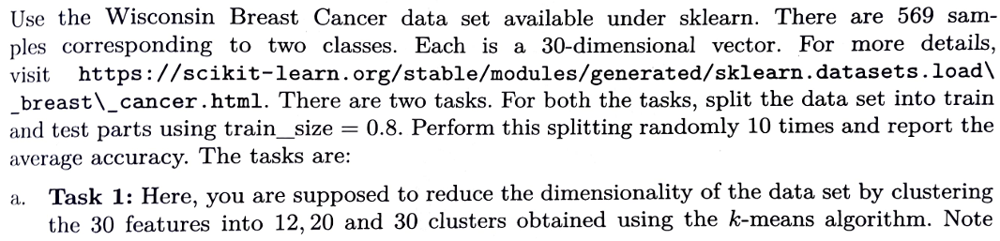 Use the Wisconsin Breast Cancer data set available under sklearn. There are 569 sam-
ples corresponding to two classes. Each is a 30-dimensional vector. For more details,
visit https://scikit-learn.org/stable/modules/generated/sklearn.datasets.load\
_breast\_cancer.html. There are two tasks. For both the tasks, split the data set into train
and test parts using train_size = 0.8. Perform this splitting randomly 10 times and report the
average accuracy. The tasks are:
a. Task 1: Here, you are supposed to reduce the dimensionality of the data set by clustering
the 30 features into 12, 20 and 30 clusters obtained using the k-means algorithm. Note